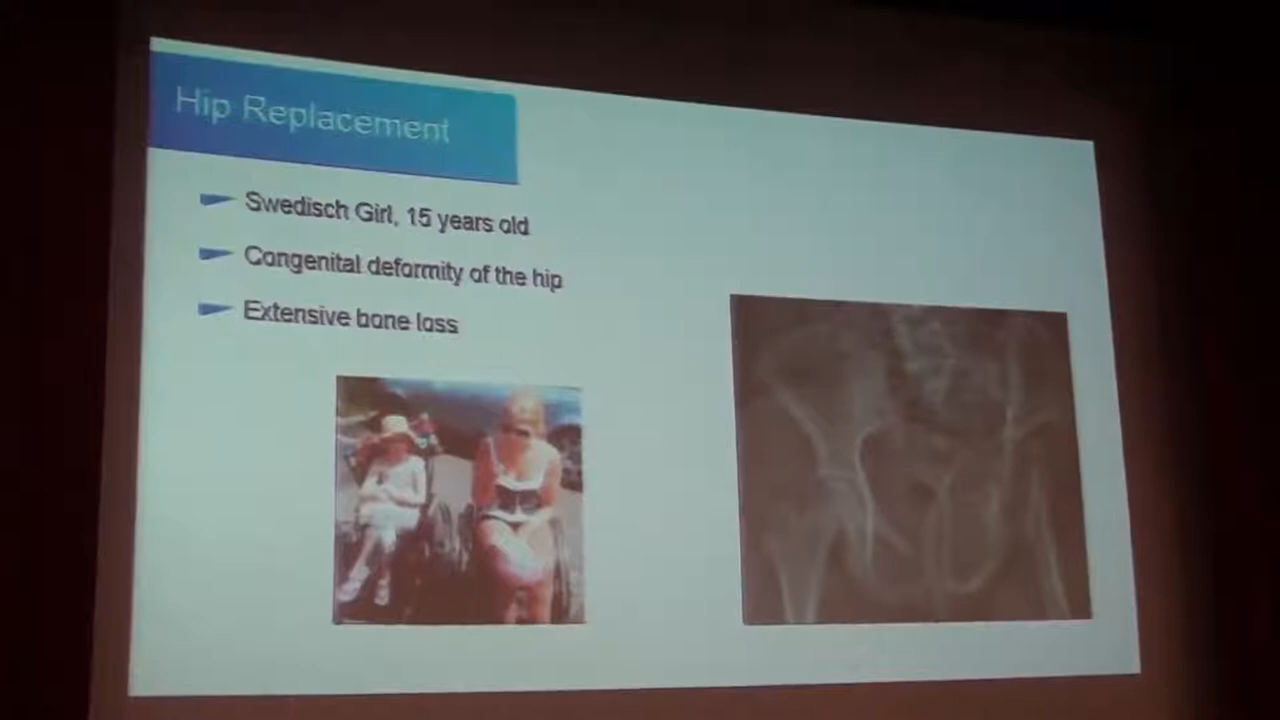 Hip Replacement
Swedisch Girl, 15 years old
Congenital deformity of the hip
Extensive bone loss